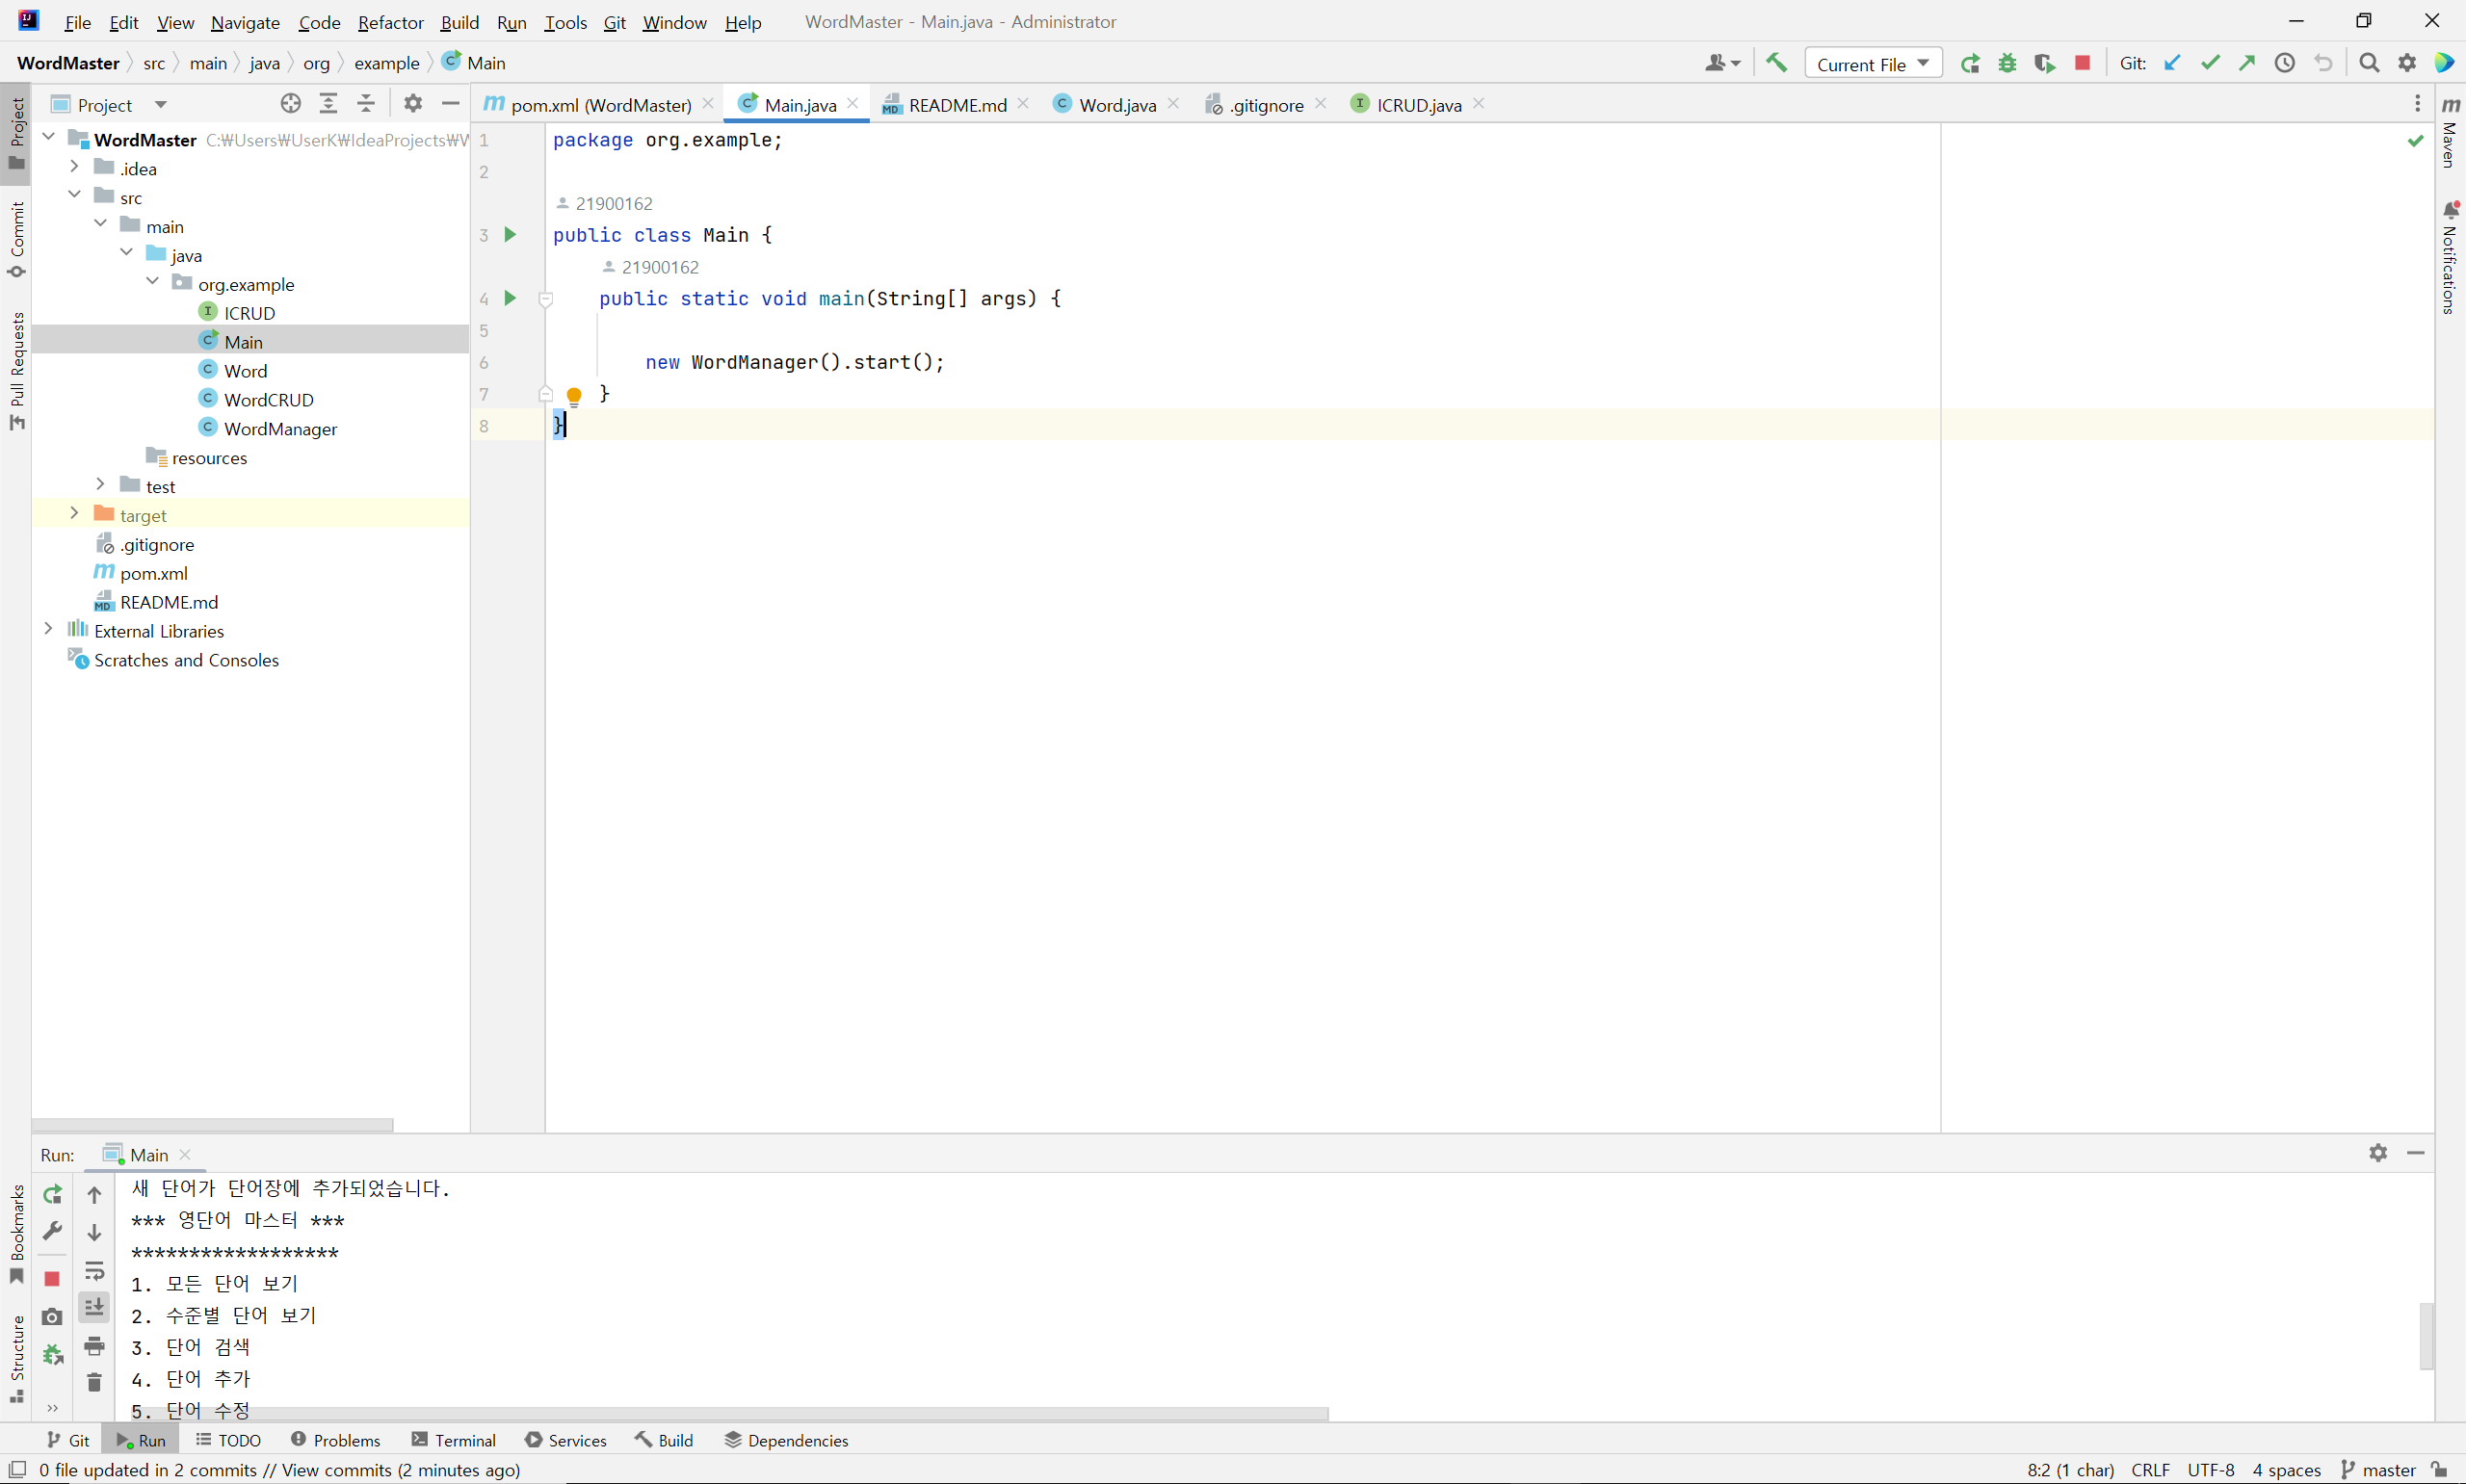 File Edit View Navigate Code Refactor Build Run Tools Git Window Help WordMaster - Main.java - Administrator
WordMaster src main java org example Main Current File Git:
Project
pom.xml (WordMaster) Main.java README.md Word.java .gitignore ICRUD.java
WordMaster C:\Users\UserK\IdeaProjects\W
.idea
src
main
java
org.example
ICRUD
Main
Word
WordCRUD
WordManager
resources
test
target
.gitignore
pom.xml
README.md
External Libraries
Scratches and Consoles
1 package org.example;
2
21900162
3 public class Main {
21900162
4 public static void main(String[] args) {
5
6 new WordManager().start();
7 }
8 }
Project
Commit
Pull Requests
Bookmarks
Structure
Maven
Notifications
Run: Main
새 단어가 단어장에 추가되었습니다.
*** 영단어 마스터 ***
******************
1. 모든 단어 보기
2. 수준별 단어 보기
3. 단어 검색
4. 단어 추가
5. 단어 수정
Git Run TODO Problems Terminal Services Build Dependencies
0 file updated in 2 commits // View commits (2 minutes ago) 8:2 (1 char) CRLF UTF-8 4 spaces master